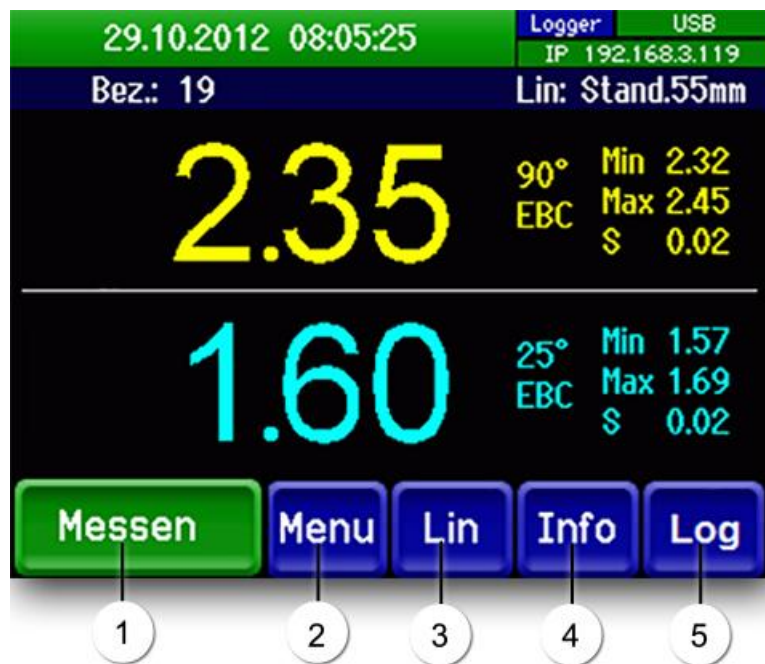 29.10.2012 08:05:25
Logger USB
IP 192.168.3.119
Bez.: 19 Lin: Stand.55mm
2.35
90° Min 2.32
EBC Max 2.45
S 0.02
1.60
25° Min 1.57
EBC Max 1.69
S 0.02
Messen Menu Lin Info Log
1 2 3 4 5